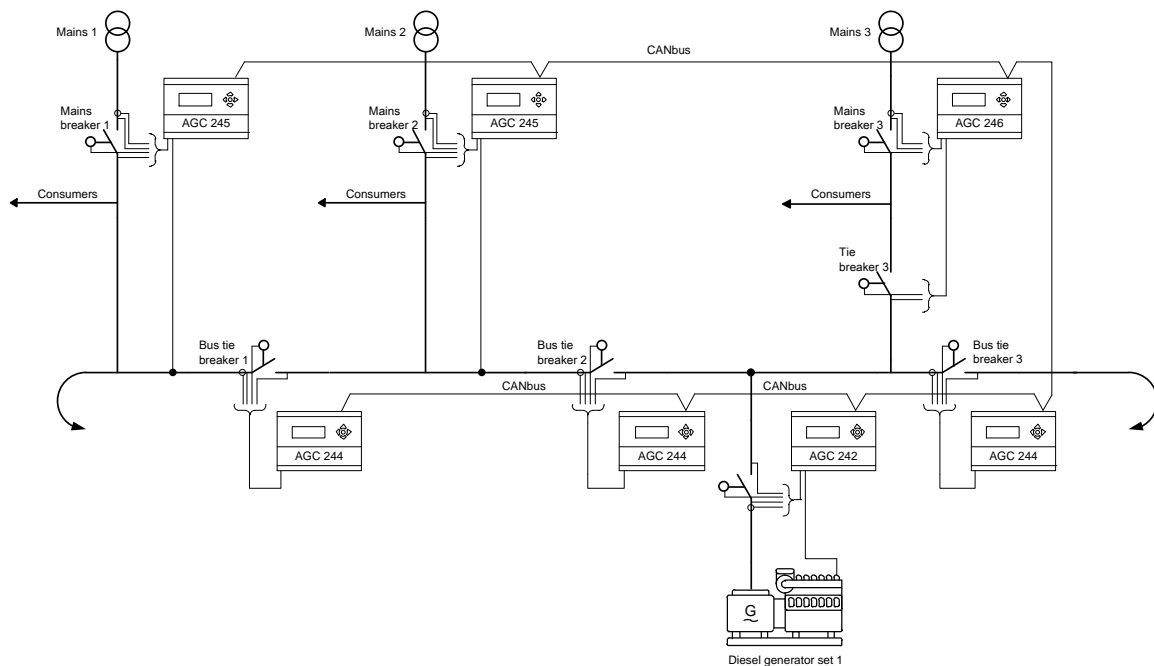 Mains 1
Mains 2
Mains 3
CANbus
Mains
breaker 1
AGC 245
Mains
breaker 2
AGC 245
Mains
breaker 3
AGC 246
Consumers
Consumers
Consumers
Tie
breaker 3
Bus tie
breaker 1
Bus tie
breaker 2
Bus tie
breaker 3
CANbus
CANbus
AGC 244
AGC 244
AGC 242
AGC 244
G
~
Diesel generator set 1